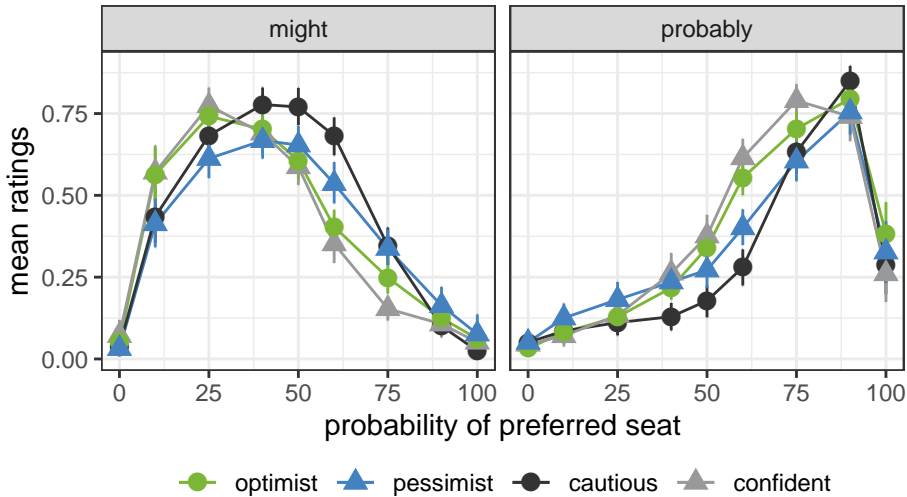 might probably
mean ratings
0.75
0.50
0.25
0.00
0 25 50 75 100 0 25 50 75 100
probability of preferred seat
optimist pessimist cautious confident